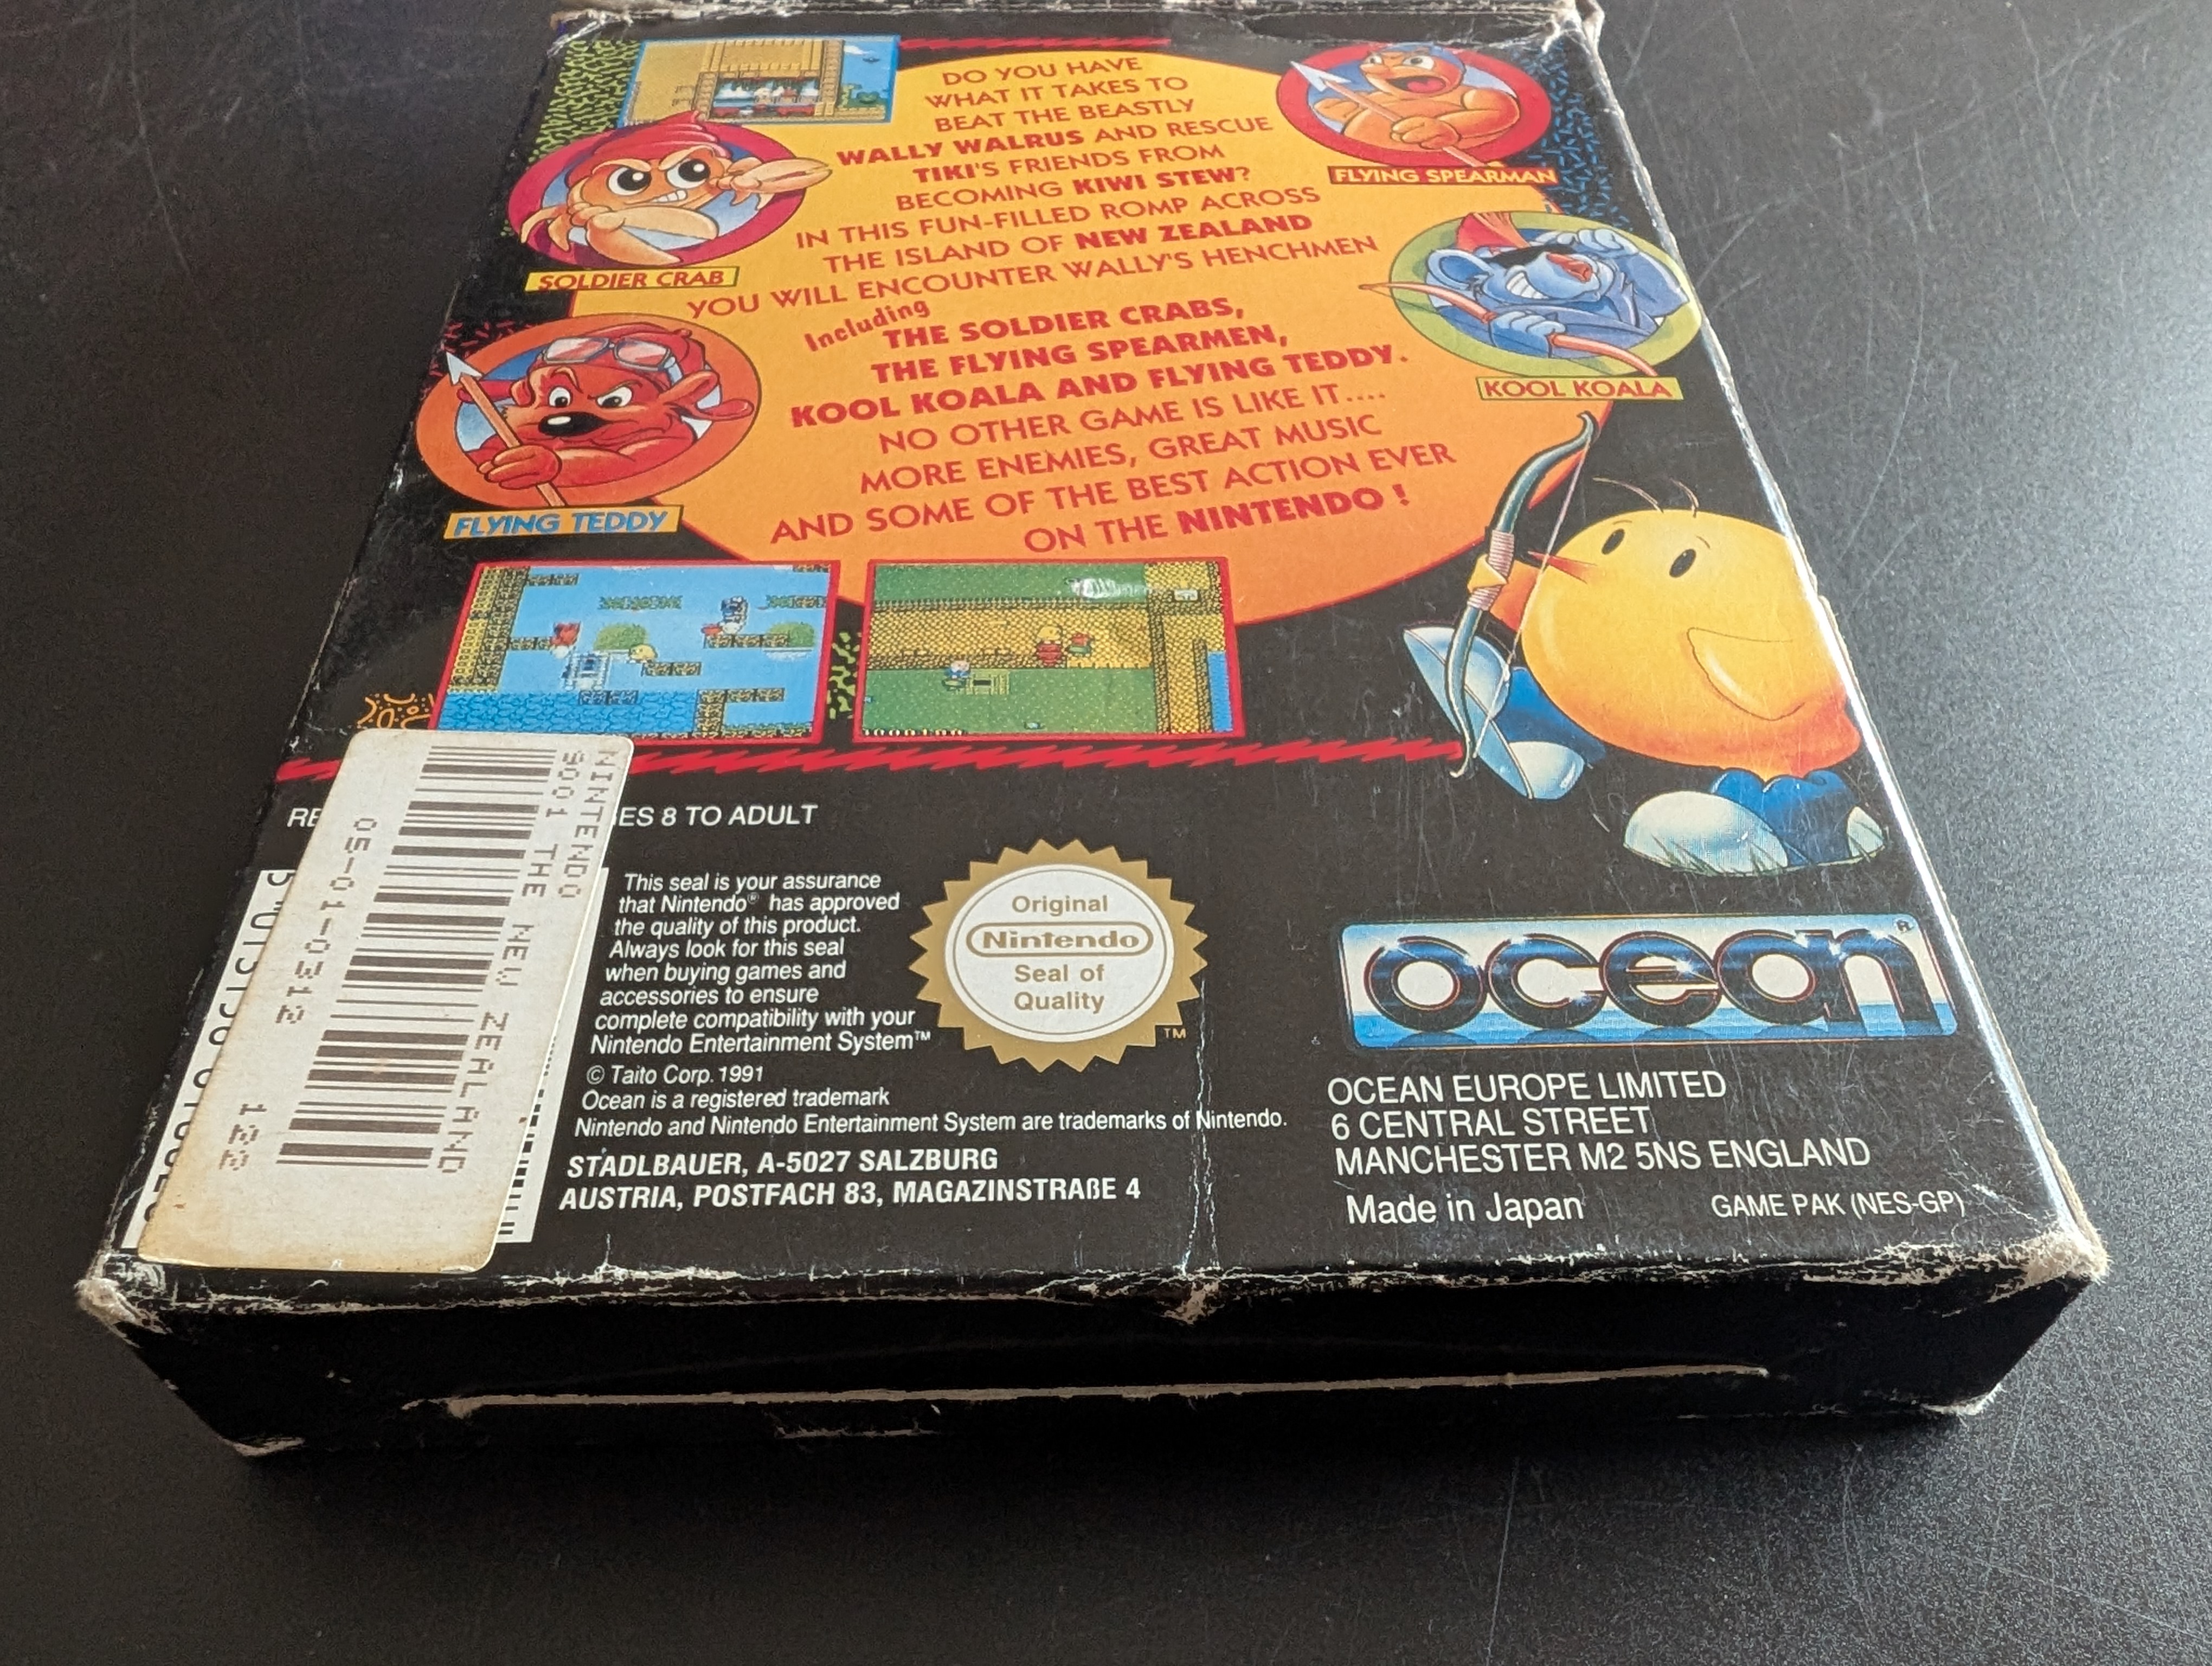 DO YOU HAVE
WHAT IT TAKES TO
BEAT THE BEASTLY
WALLY WALRUS AND RESCUE
TIKI'S FRIENDS FROM
BECOMING KIWI STEW?
IN THIS FUN-FILLED ROMP ACROSS
THE ISLAND OF NEW ZEALAND
YOU WILL ENCOUNTER WALLY'S HENCHMEN
Including
THE SOLDIER CRABS,
THE FLYING SPEARMEN,
KOOL KOALA AND FLYING TEDDY.
NO OTHER GAME IS LIKE IT....
MORE ENEMIES, GREAT MUSIC
AND SOME OF THE BEST ACTION EVER
ON THE NINTENDO !
SOLDIER CRAB
FLYING TEDDY
FLYING SPEARMAN
KOOL KOALA
ES 8 TO ADULT
NINTENDO
9001 THE NEW ZEALAND
05-01-0312
122
This seal is your assurance
that Nintendo® has approved
the quality of this product.
Always look for this seal
when buying games and
accessories to ensure
complete compatibility with your
Nintendo Entertainment System™
Original
Nintendo
Seal of
Quality
TM
© Taito Corp. 1991
Ocean is a registered trademark
Nintendo and Nintendo Entertainment System are trademarks of Nintendo.
STADLBAUER, A-5027 SALZBURG
AUSTRIA, POSTFACH 83, MAGAZINSTRAßE 4
ocean®
OCEAN EUROPE LIMITED
6 CENTRAL STREET
MANCHESTER M2 5NS ENGLAND
Made in Japan
GAME PAK (NES-GP)